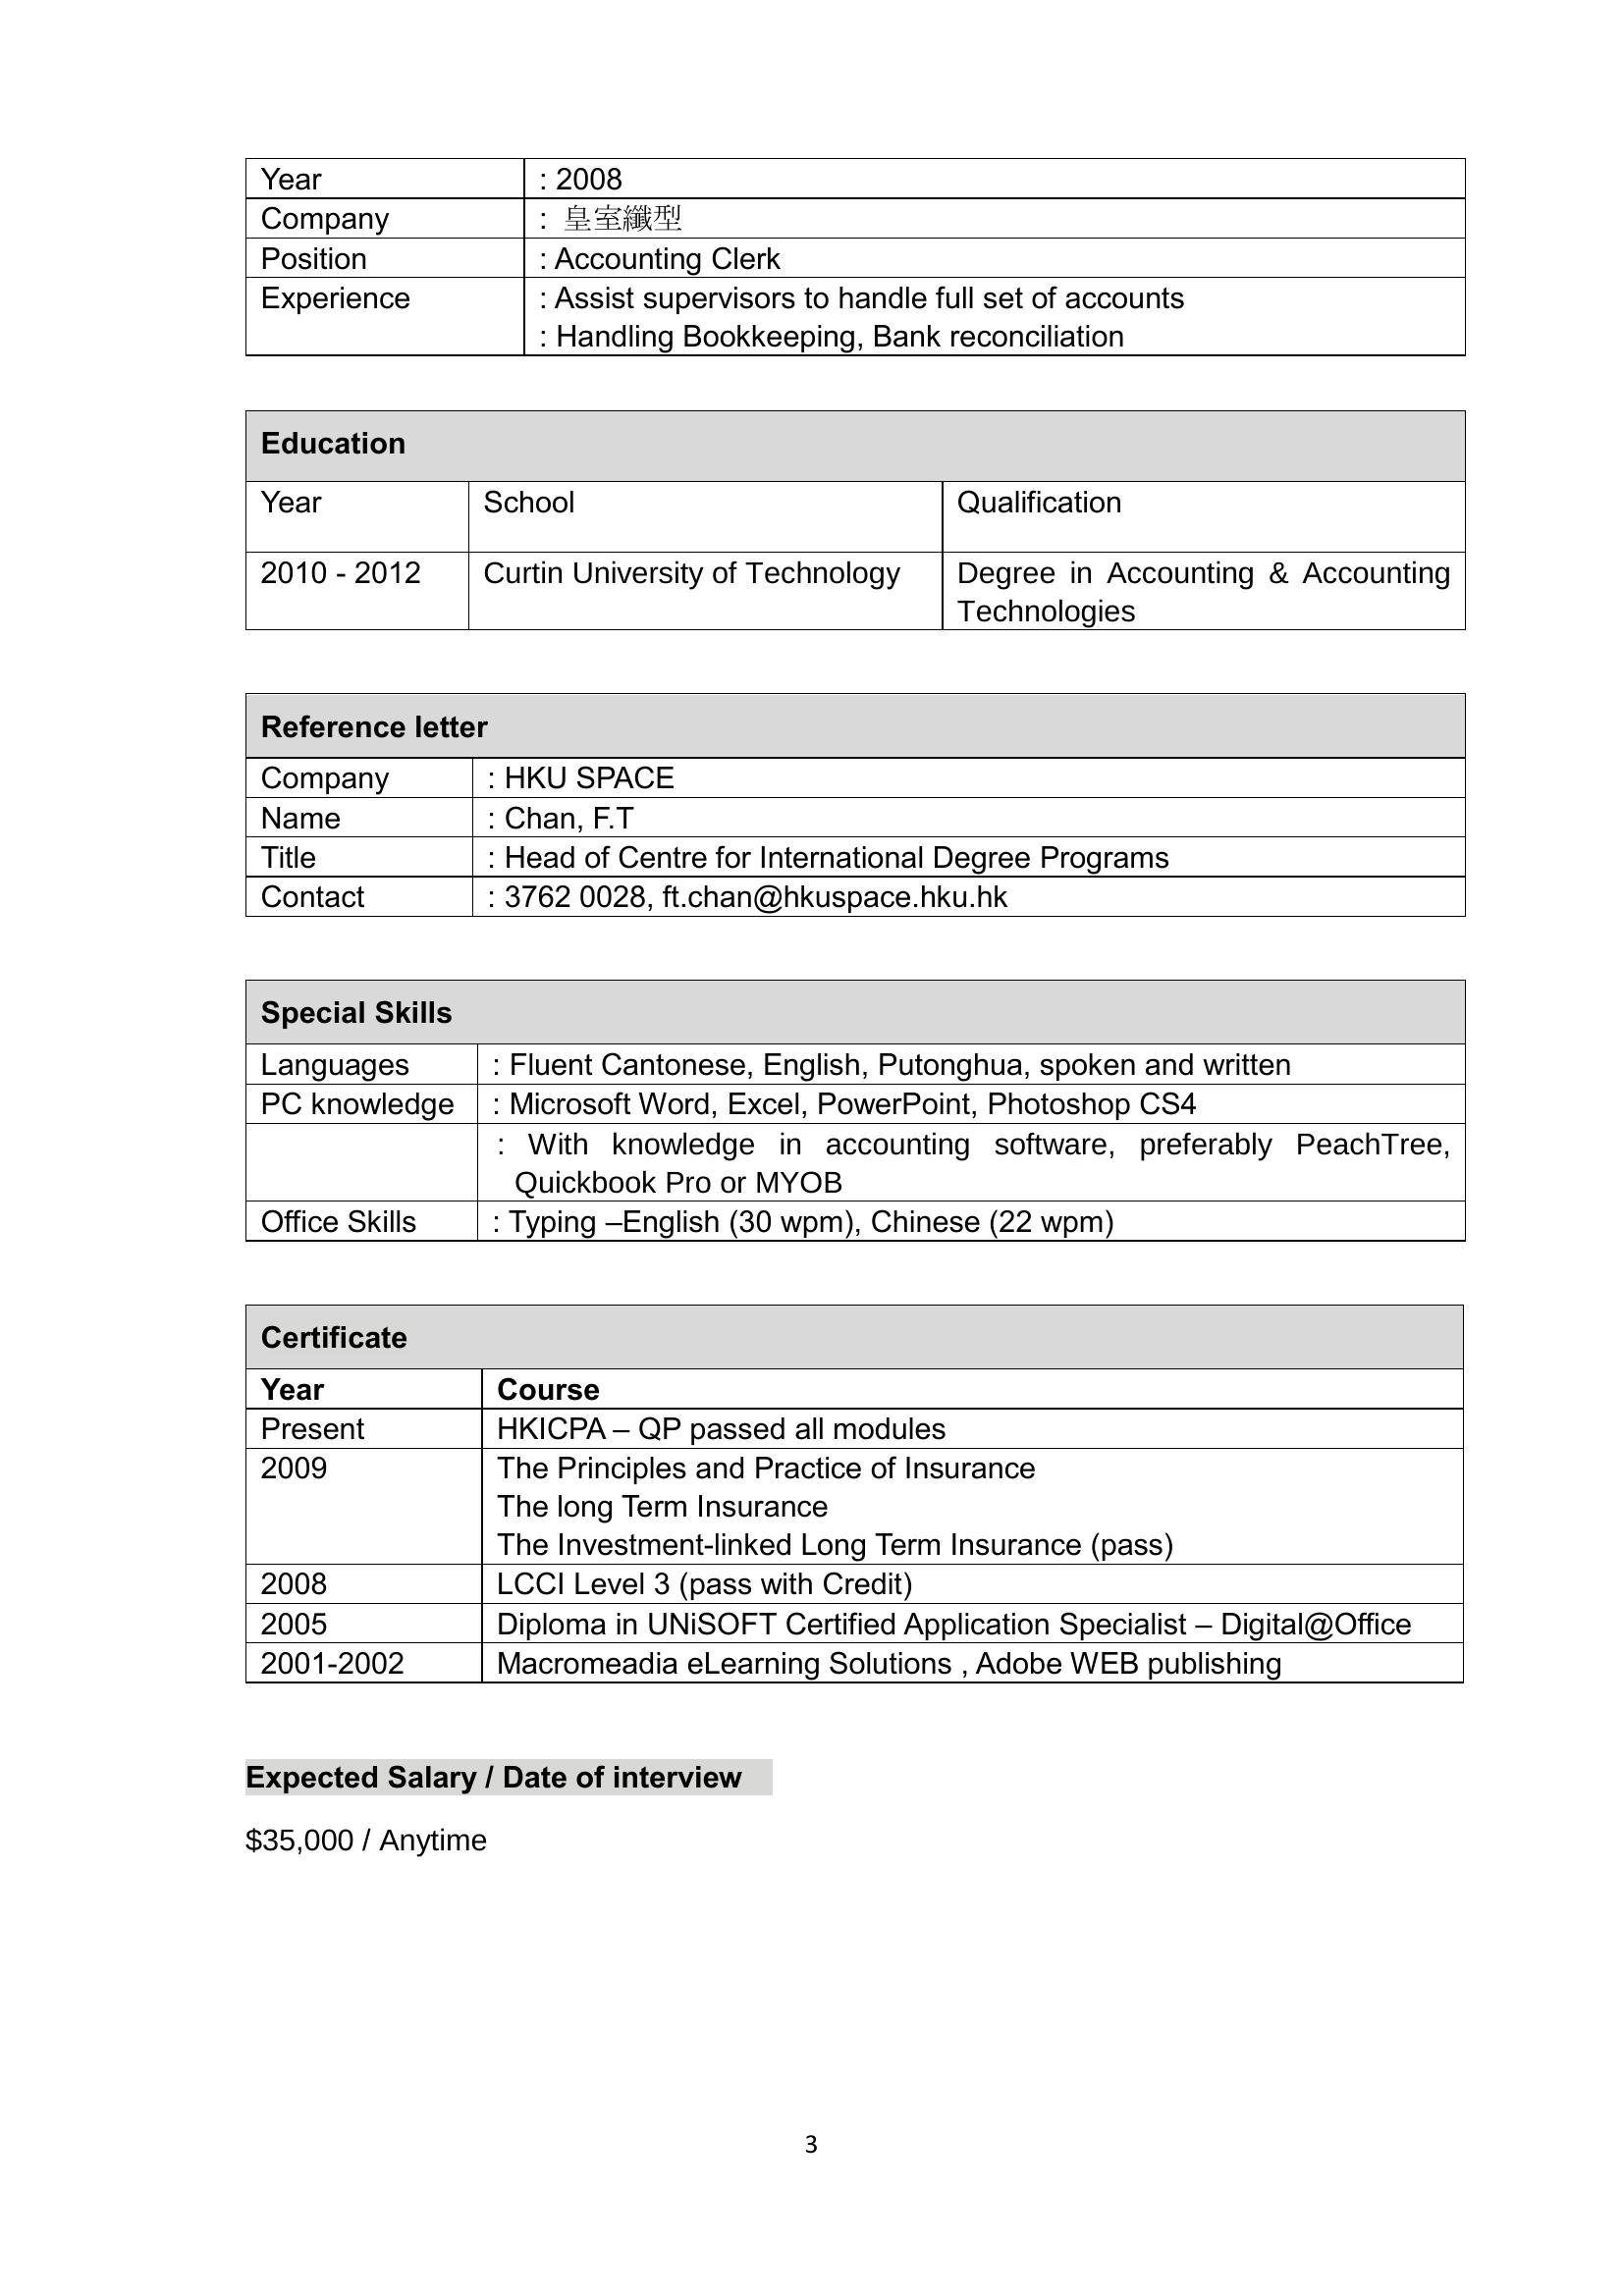 Year : 2008
Company : 皇室纖型
Position : Accounting Clerk
Experience : Assist supervisors to handle full set of accounts
: Handling Bookkeeping, Bank reconciliation
Education
Year School Qualification
2010 - 2012 Curtin University of Technology Degree in Accounting & Accounting
Technologies
Reference letter
Company : HKU SPACE
Name : Chan, F.T
Title : Head of Centre for International Degree Programs
Contact : 3762 0028, ft.chan@hkuspace.hku.hk
Special Skills
Languages : Fluent Cantonese, English, Putonghua, spoken and written
PC knowledge : Microsoft Word, Excel, PowerPoint, Photoshop CS4
: With knowledge in accounting software, preferably PeachTree,
Quickbook Pro or MYOB
Office Skills : Typing –English (30 wpm), Chinese (22 wpm)
Certificate
Year Course
Present HKICPA – QP passed all modules
2009 The Principles and Practice of Insurance
The long Term Insurance
The Investment-linked Long Term Insurance (pass)
2008 LCCI Level 3 (pass with Credit)
2005 Diploma in UNiSOFT Certified Application Specialist – Digital@Office
2001-2002 Macromeadia eLearning Solutions , Adobe WEB publishing
Expected Salary / Date of interview
$35,000 / Anytime
3